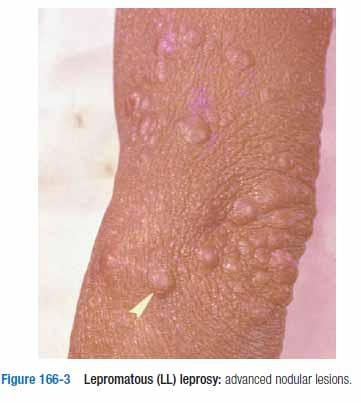 Figure 166-3 Lepromatous (LL) leprosy: advanced nodular lesions.